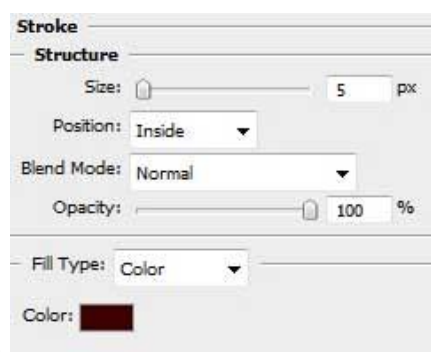 Stroke
Structure
Size: 5 px
Position: Inside
Blend Mode: Normal
Opacity: 100 %
Fill Type: Color
Color: